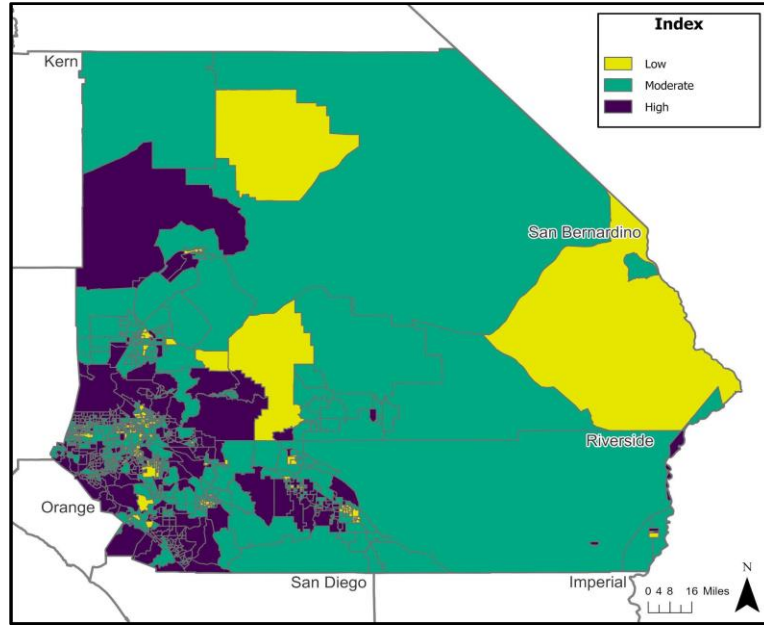 Index
Low
Moderate
High
Kern
San Bernardino
Riverside
Orange
San Diego
Imperial
0 4 8 16 Miles
N